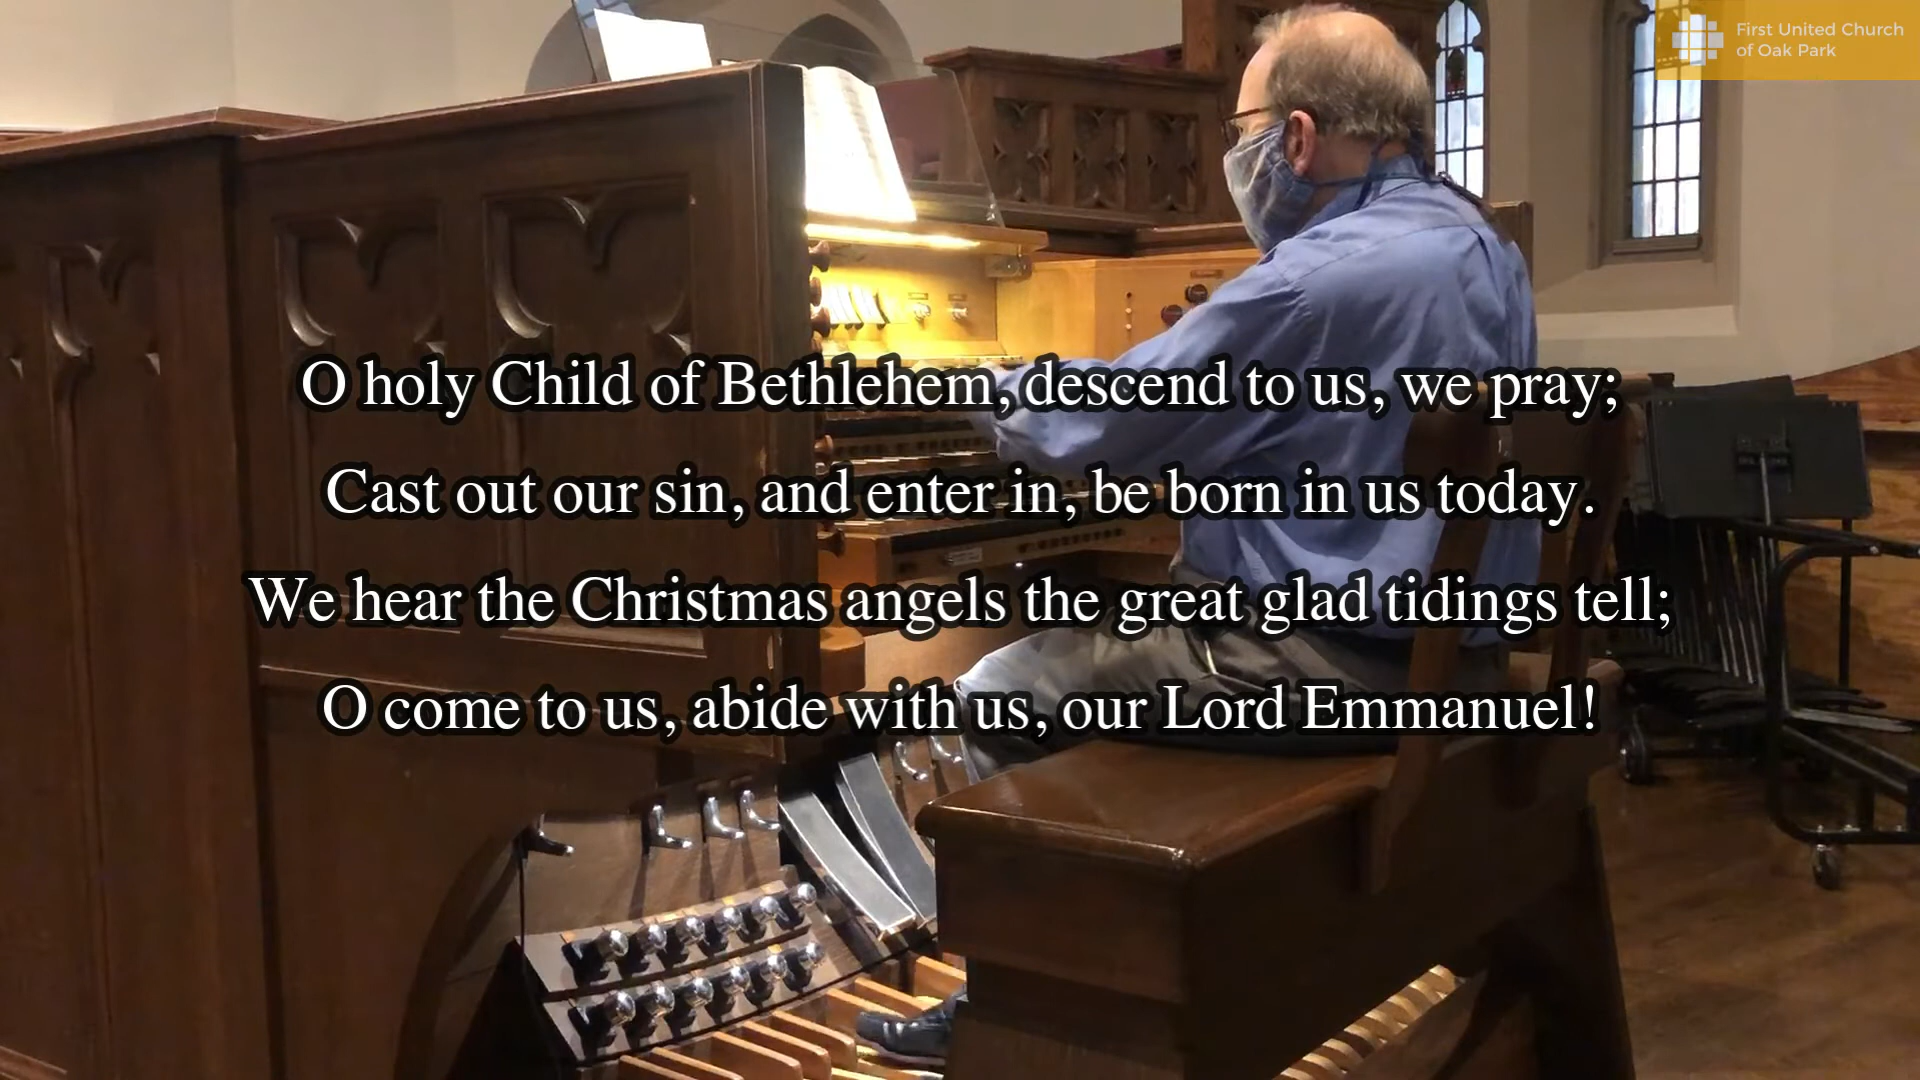 First United Church
of Oak Park
O holy Child of Bethlehem, descend to us, we pray;
Cast out our sin, and enter in, be born in us today.
We hear the Christmas angels the great glad tidings tell;
O come to us, abide with us, our Lord Emmanuel!